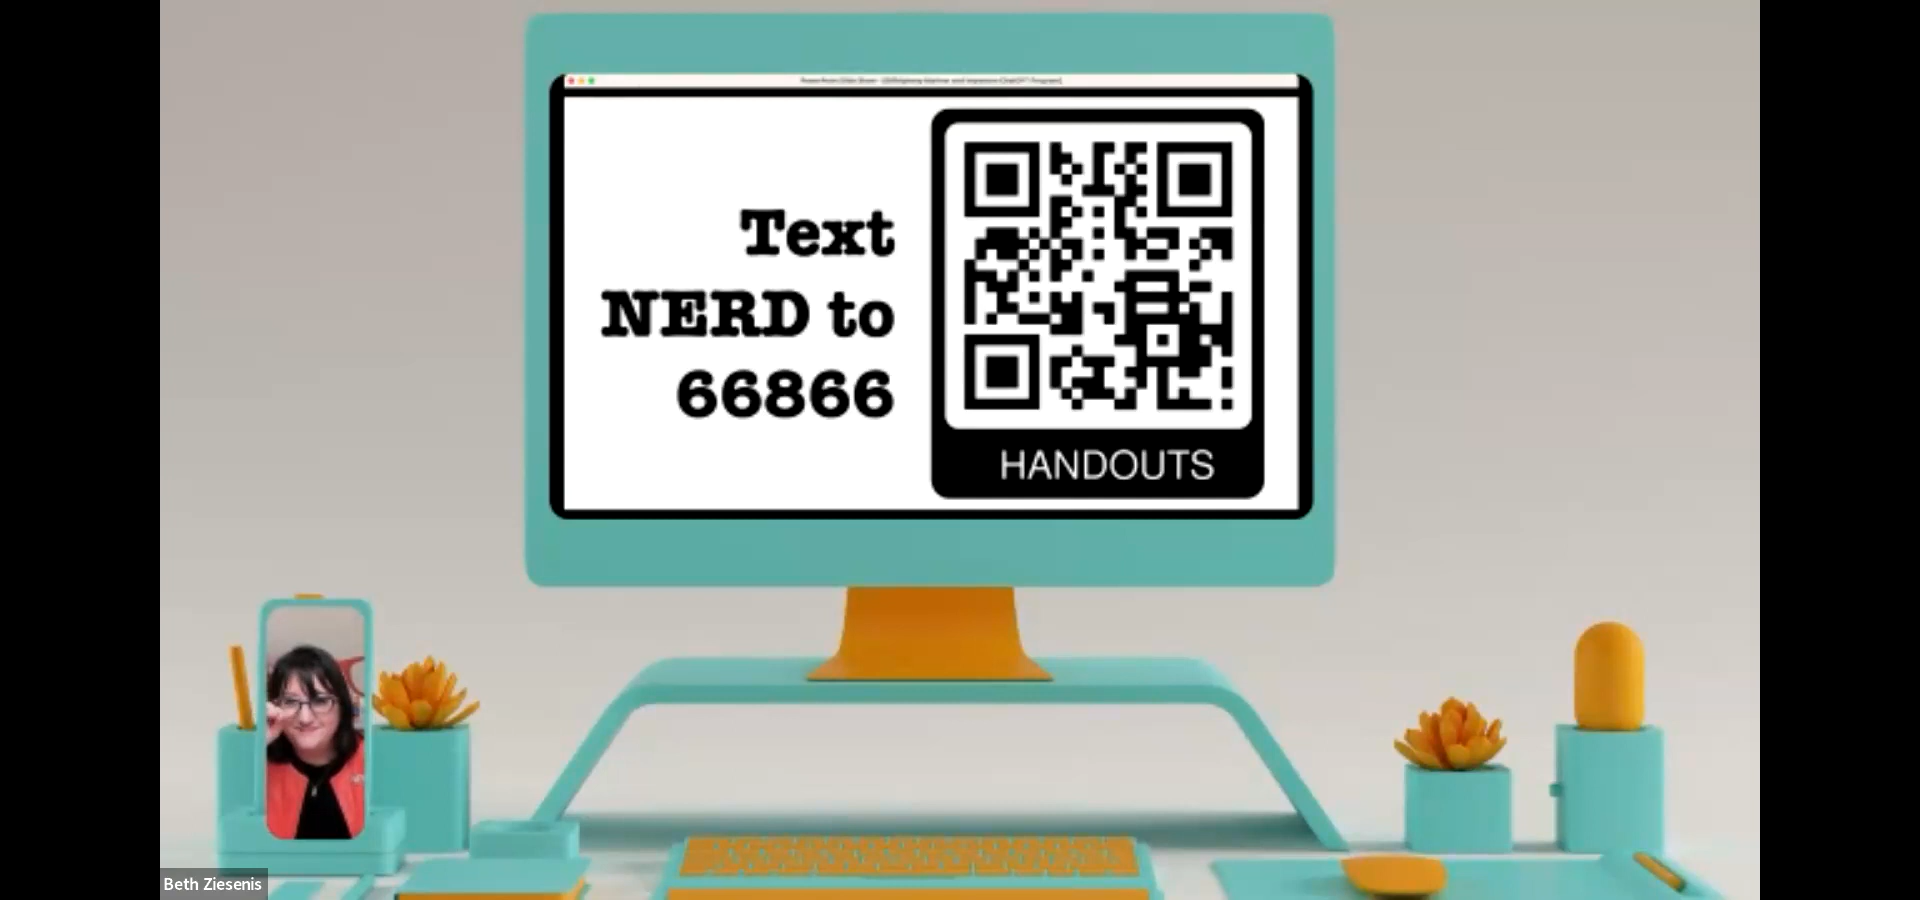 Text
NERD to
66866
HANDOUTS
Beth Ziesenis